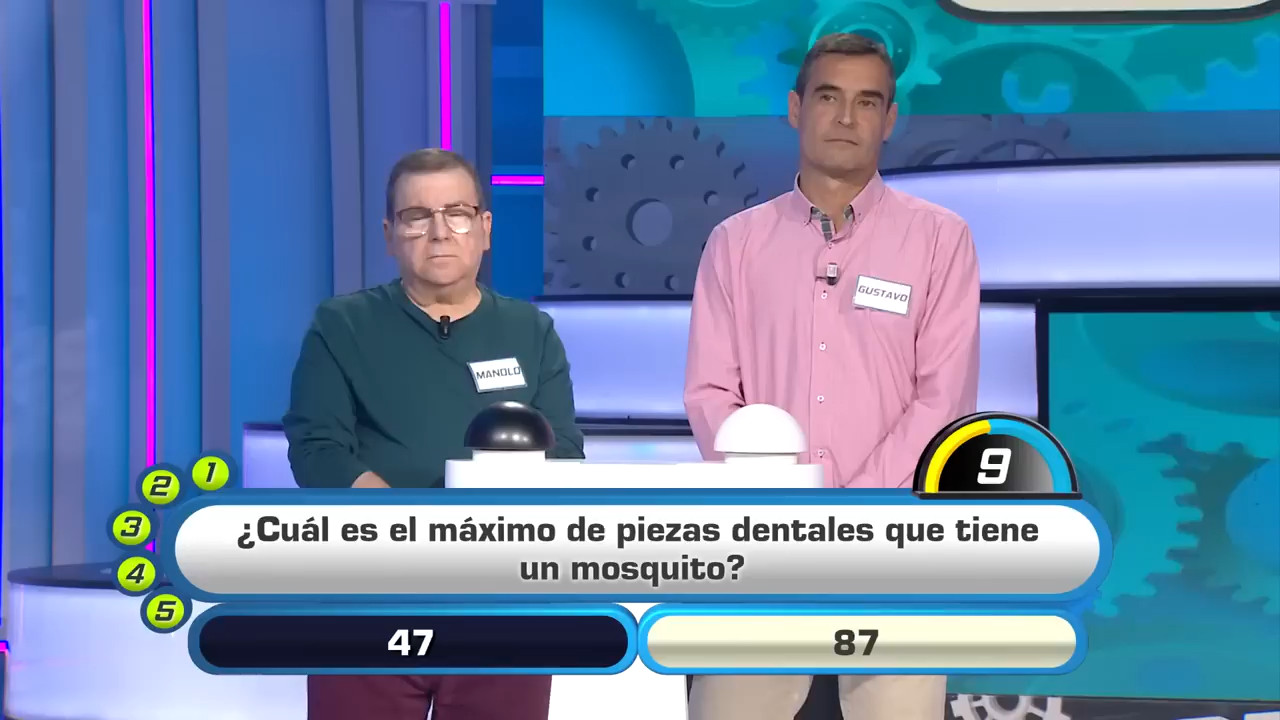 GUSTAVO
MANOLO
9
1
2
3
4
5
¿Cuál es el máximo de piezas dentales que tiene
un mosquito?
47
87